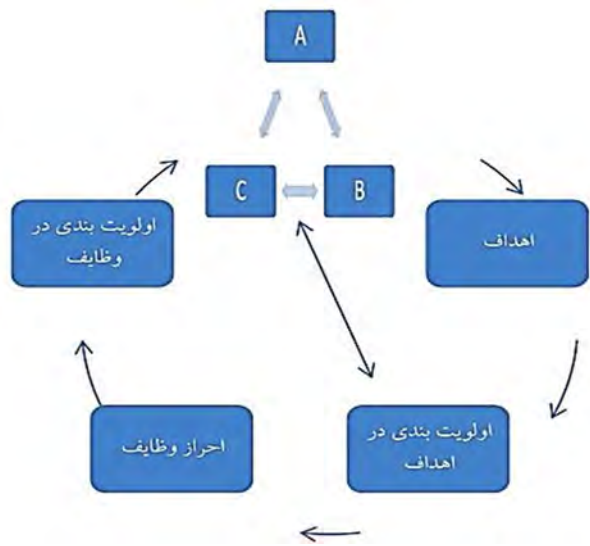 A
C
B
اهداف
اولویت بندی در
وظایف
اولویت بندی در
اهداف
احراز وظایف